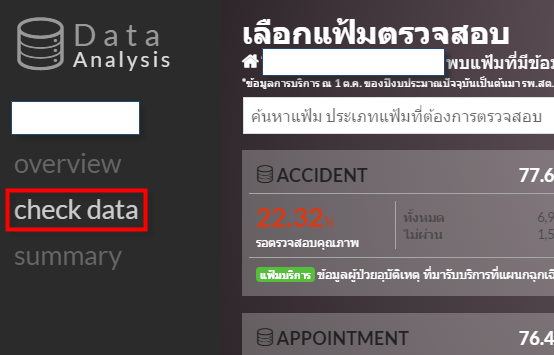 Data
Analysis
overview
check data
summary
เลือกแฟ้มตรวจสอบ
พบแฟ้มที่มีข้อม
*ข้อมูลการบริการ ณ 1 ต.ค. ของปีงบประมาณปัจจุบันเป็นต้นมา รพ.สต.
ค้นหาแฟ้ม ประเภทแฟ้มที่ต้องการตรวจสอบ
ACCIDENT 77.6
22.32%
รอตรวจสอบคุณภาพ
ทั้งหมด 6,9
ไม่ผ่าน 1,5
แฟ้มบริการ ข้อมูลผู้ป่วยอุบัติเหตุ ที่มารับบริการที่แผนกฉุกเฉิ
APPOINTMENT 76.4